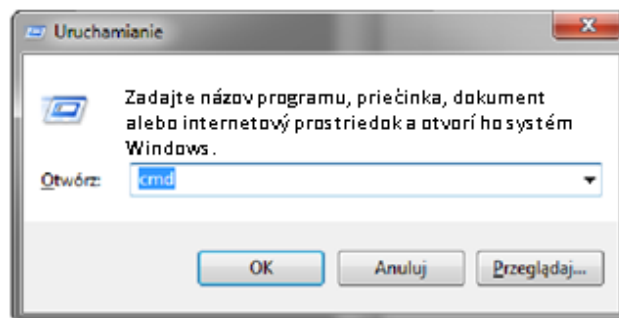 Uruchamianie
Zadajte názov programu, priečinka, dokument
alebo internetový prostriedok a otvorí ho systém
Windows.
Otwórz: cmd
OK Anuluj Przeglądaj...